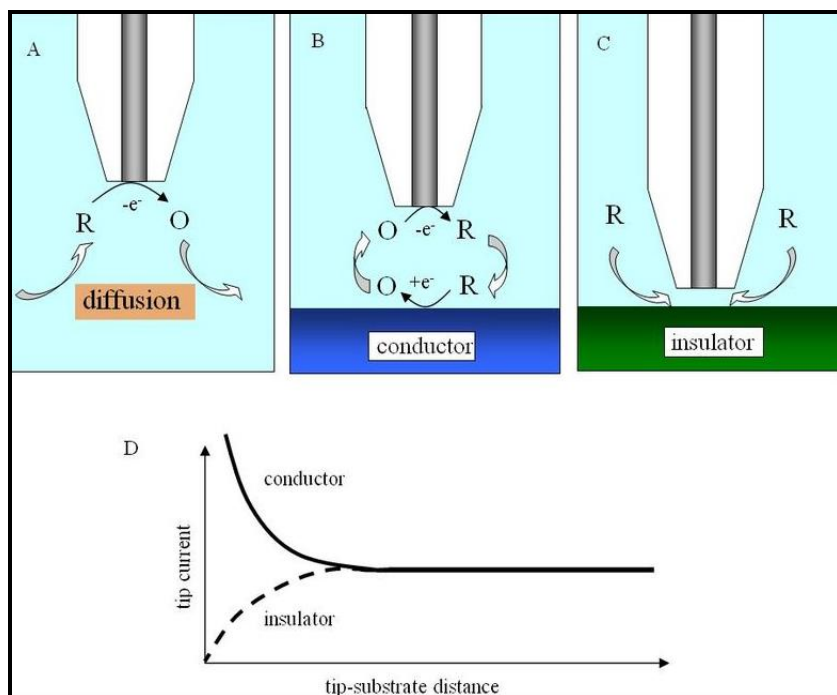 A
R
-e-
O
diffusion
B
O
-e-
R
O
+e-
R
conductor
C
R
R
insulator
D
conductor
insulator
tip current
tip-substrate distance